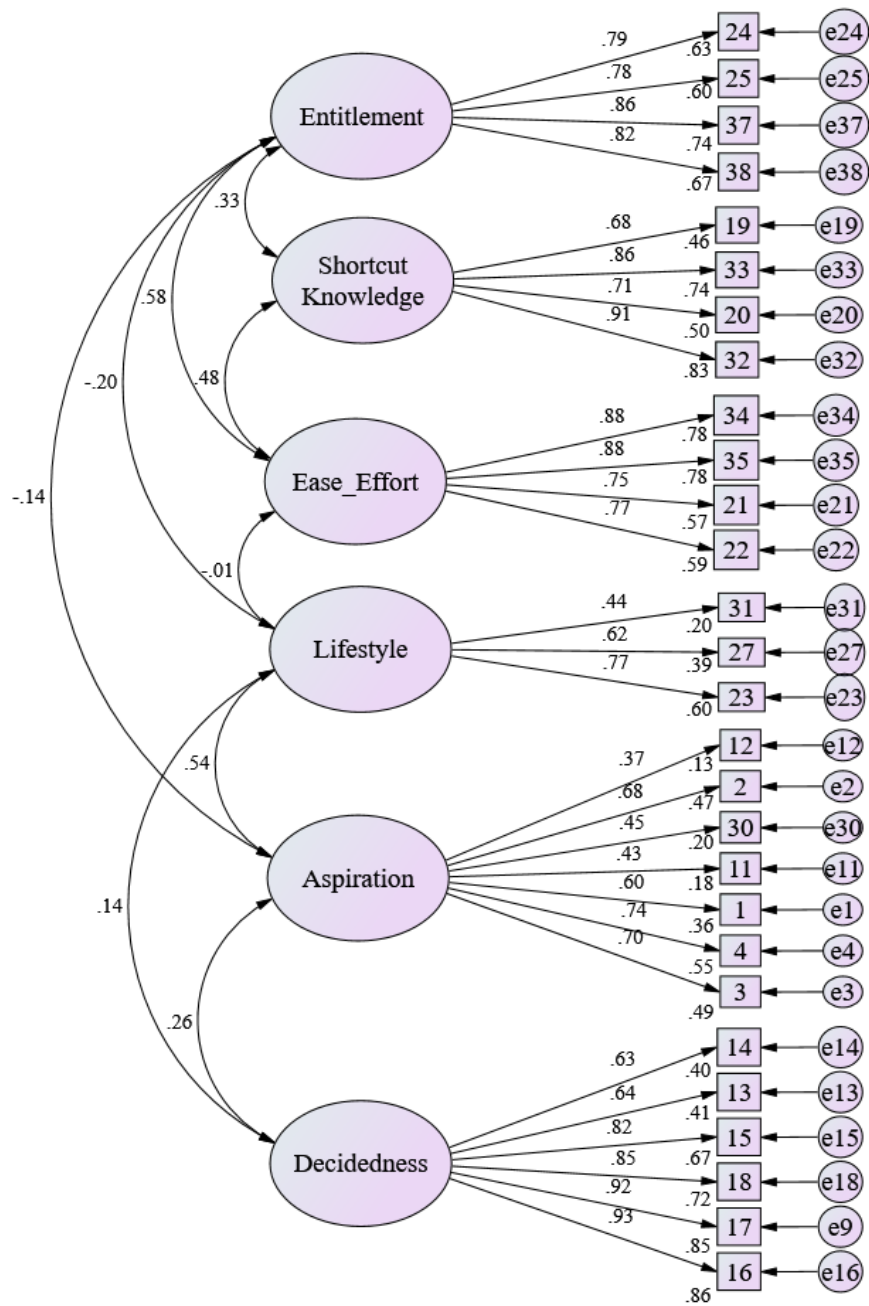 .79 .63 24 e24
.78 .60 25 e25
Entitlement
.86 .74 37 e37
.82 .67 38 e38
.33
.68 .46 19 e19
Shortcut
Knowledge
.86 .74 33 e33
.71 .50 20 e20
.91 .83 32 e32
.58
-.20
.48
-.14
.88 .78 34 e34
.88 .78 35 e35
Ease_Effort
.75 .57 21 e21
.77 .59 22 e22
-.01
.44 .20 31 e31
Lifestyle
.62 .39 27 e27
.77 .60 23 e23
.54
.37 .13 12 e12
.68 .47 2 e2
.45 .20 30 e30
Aspiration
.43 .18 11 e11
.60 .36 1 e1
.74 .55 4 e4
.70 .49 3 e3
.14
.26
.63 .40 14 e14
.64 .41 13 e13
.82 .67 15 e15
Decidedness
.85 .72 18 e18
.92 .85 17 e9
.93 .86 16 e16